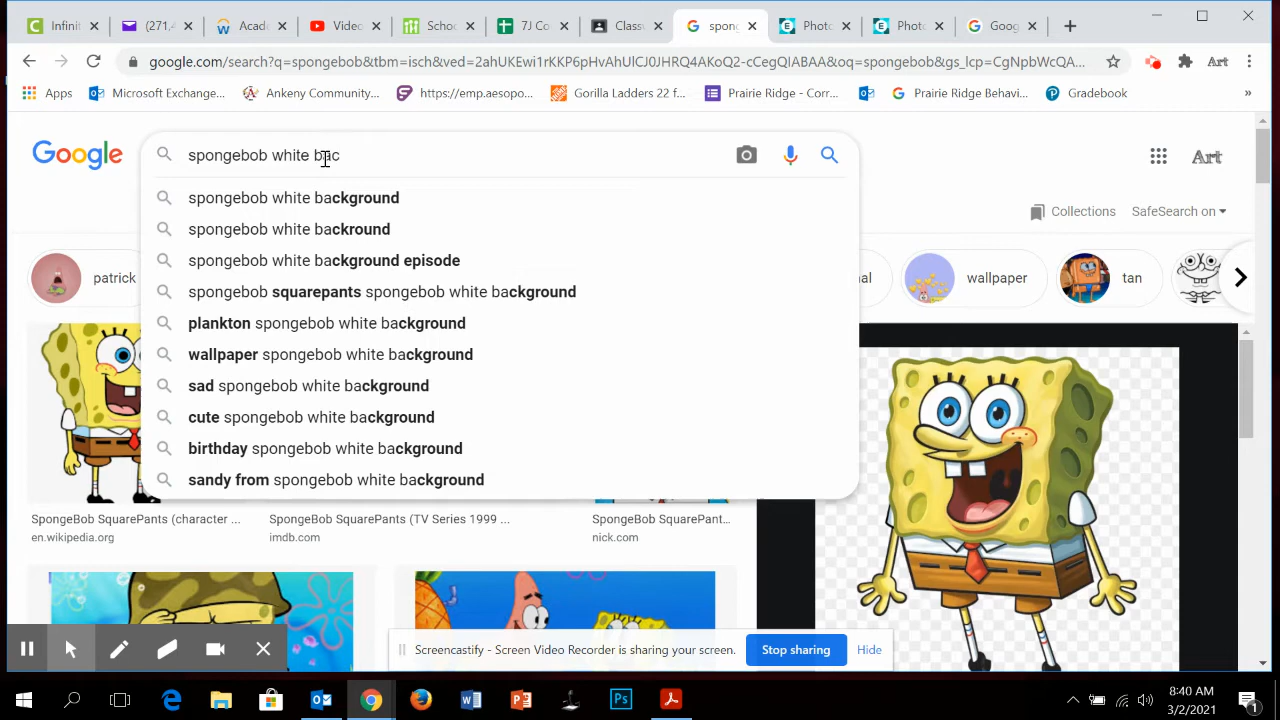 Infinit
(271.4
Acade
Video
Schoo
7J Co
Classw
spong
Photo
Photo
Goog
google.com/search?q=spongebob&tbm=isch&ved=2ahUKEwi1rKKP6pHvAhUlCJ0JHRQ4AKoQ2-cCegQIABAA&oq=spongebob&gs_lcp=CgNpbWcQA...
Art
Apps
Microsoft Exchange...
Ankeny Community...
https://emp.aesopo...
Gorilla Ladders 22 f...
Prairie Ridge - Corr...
Prairie Ridge Behavi...
Gradebook
»
Google
spongebob white bac
Art
Collections
SafeSearch on
spongebob white background
spongebob white backround
spongebob white background episode
spongebob squarepants spongebob white background
plankton spongebob white background
wallpaper spongebob white background
sad spongebob white background
cute spongebob white background
birthday spongebob white background
sandy from spongebob white background
patrick
wallpaper
tan
SpongeBob SquarePants (character ...
en.wikipedia.org
SpongeBob SquarePants (TV Series 1999 ...
imdb.com
SpongeBob SquarePant...
nick.com
Screencastify - Screen Video Recorder is sharing your screen.
Stop sharing
Hide
8:40 AM
3/2/2021
1